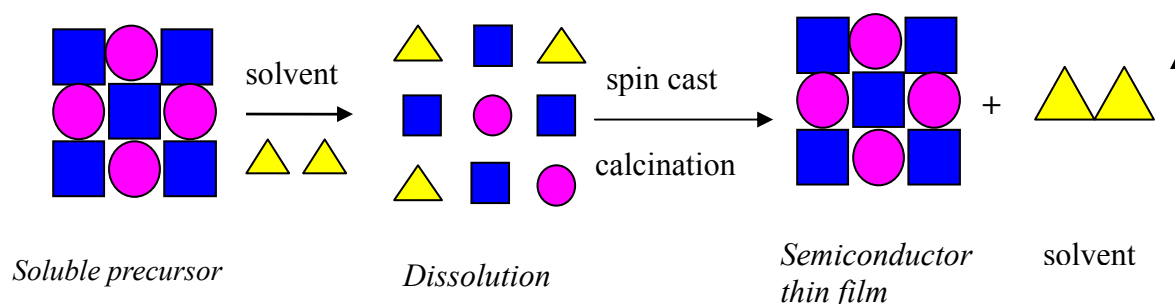 solvent
spin cast
calcination
+
Soluble precursor
Dissolution
Semiconductor
thin film
solvent